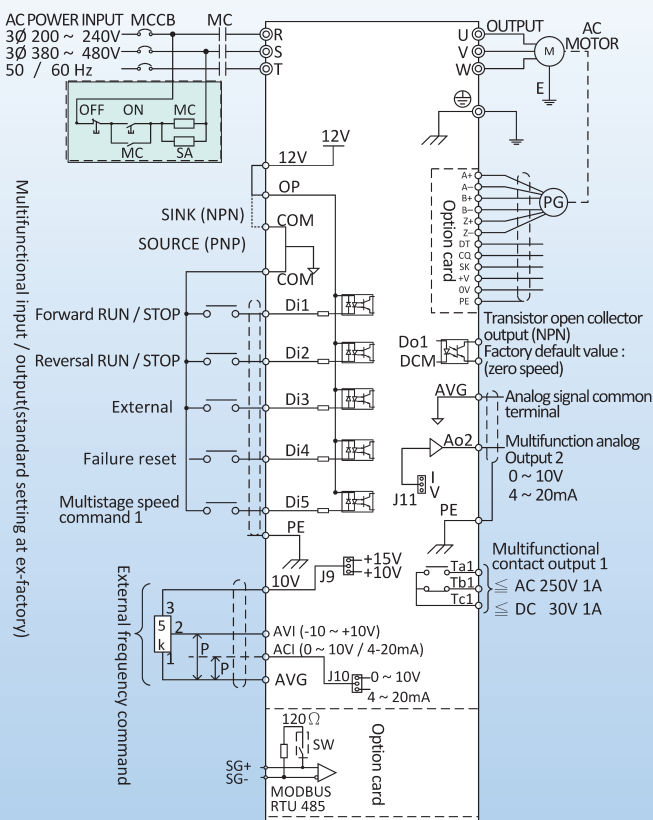 AC POWER INPUT MCCB MC
3Ø 200 ~ 240V
3Ø 380 ~ 480V
50 / 60 Hz
R
S
T
OFF ON MC
MC SA
U
V
W
OUTPUT
AC
MOTOR
M
E
12V
12V
OP
SINK (NPN)
COM
SOURCE (PNP)
COM
Multifunctional input / output(standard setting at ex-factory)
Forward RUN / STOP
Di1
Reversal RUN / STOP
Di2
External
Di3
Failure reset
Di4
Multistage speed
command 1
Di5
PE
Option card
A+
A−
B+
B−
Z+
Z−
DT
CQ
SK
+V
0V
PE
PG
Do1
DCM
Transistor open collector
output (NPN)
Factory default value :
(zero speed)
AVG
Analog signal common
terminal
Ao2
Multifunction analog
Output 2
0 ~ 10V
4 ~ 20mA
I
V
J11
PE
Multifunctional
contact output 1
Ta1
Tb1
Tc1
≦ AC 250V 1A
≦ DC 30V 1A
External frequency command
10V
J9
+15V
+10V
3
5
k
2
1
P
P
AVI (-10 ~ +10V)
ACI (0 ~ 10V / 4-20mA)
AVG
J10
0 ~ 10V
4 ~ 20mA
120Ω
SW
SG+
SG-
MODBUS
RTU 485
Option card